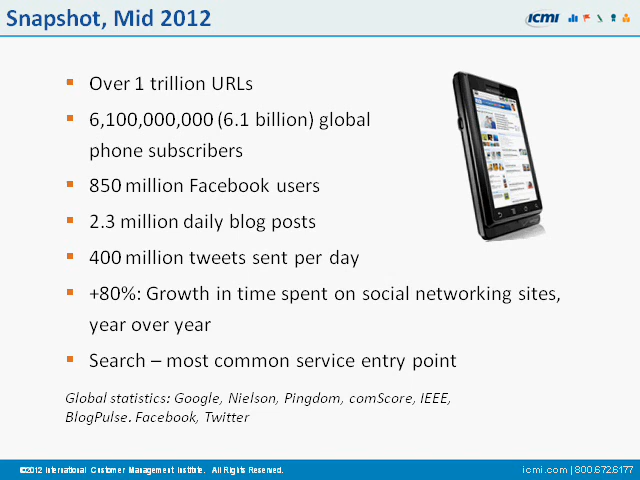 Snapshot, Mid 2012
ICMI
Over 1 trillion URLs
6,100,000,000 (6.1 billion) global
phone subscribers
850 million Facebook users
2.3 million daily blog posts
400 million tweets sent per day
+80%: Growth in time spent on social networking sites,
year over year
Search – most common service entry point
Global statistics: Google, Nielson, Pingdom, comScore, IEEE,
BlogPulse. Facebook, Twitter
©2012 International Customer Management Institute. All Rights Reserved.
icmi.com | 800.672.6177